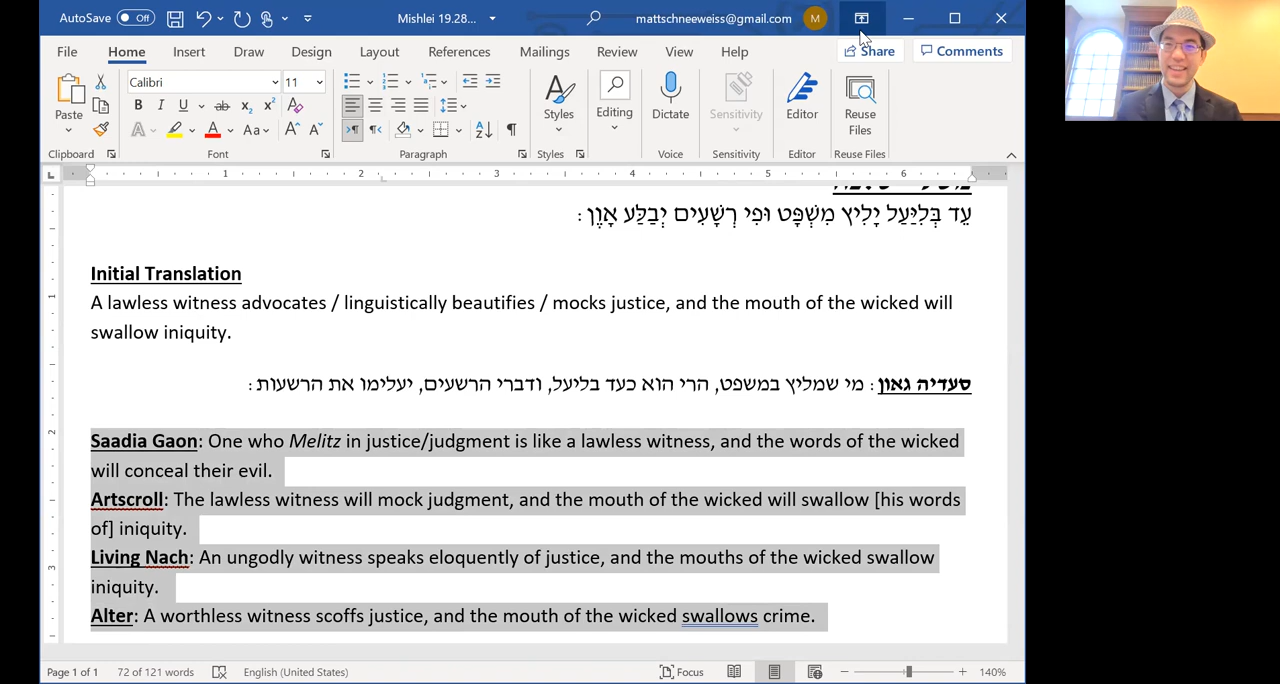 AutoSave Off Mishlei 19.28... mattschneeweiss@gmail.com M
File Home Insert Draw Design Layout References Mailings Review View Help Share Comments
Calibri 11
Paste Styles Editing Dictate Sensitivity Editor Reuse Files
Clipboard Font Paragraph Styles Voice Sensitivity Editor Reuse Files
1 2 3 4 5 6
עֵד בְּלִיַּעַל יָלִיץ מִשְׁפָּט וּפִי רְשָׁעִים יְבַלַּע אָוֶן :
Initial Translation
A lawless witness advocates / linguistically beautifies / mocks justice, and the mouth of the wicked will
swallow iniquity.
סעדיה גאון : מי שמליץ במשפט, הרי הוא כעד בליעל, ודברי הרשעים, יעלימו את הרשעות :
Saadia Gaon: One who Melitz in justice/judgment is like a lawless witness, and the words of the wicked
will conceal their evil.
Artscroll: The lawless witness will mock judgment, and the mouth of the wicked will swallow [his words
of] iniquity.
Living Nach: An ungodly witness speaks eloquently of justice, and the mouths of the wicked swallow
iniquity.
Alter: A worthless witness scoffs justice, and the mouth of the wicked swallows crime.
Page 1 of 1 72 of 121 words English (United States) Focus 140%